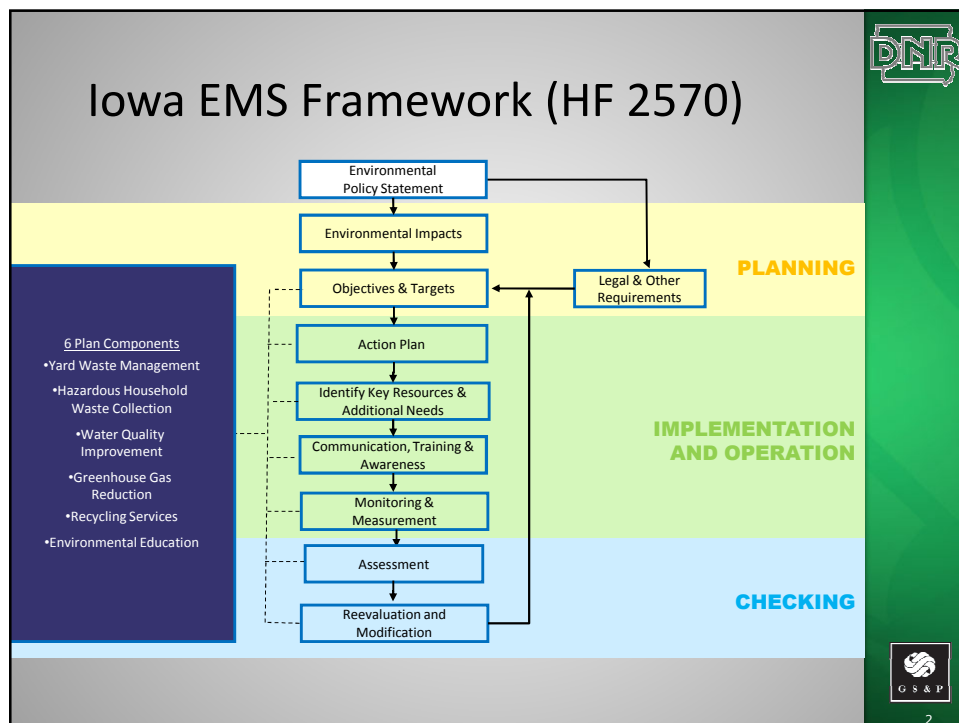 DNR
Iowa EMS Framework (HF 2570)
Environmental
Policy Statement
Environmental Impacts
PLANNING
Objectives & Targets
Legal & Other
Requirements
6 Plan Components
•Yard Waste Management
•Hazardous Household
Waste Collection
•Water Quality
Improvement
•Greenhouse Gas
Reduction
•Recycling Services
•Environmental Education
Action Plan
Identify Key Resources &
Additional Needs
Communication, Training &
Awareness
Monitoring &
Measurement
IMPLEMENTATION
AND OPERATION
Assessment
Reevaluation and
Modification
CHECKING
G S & P
2